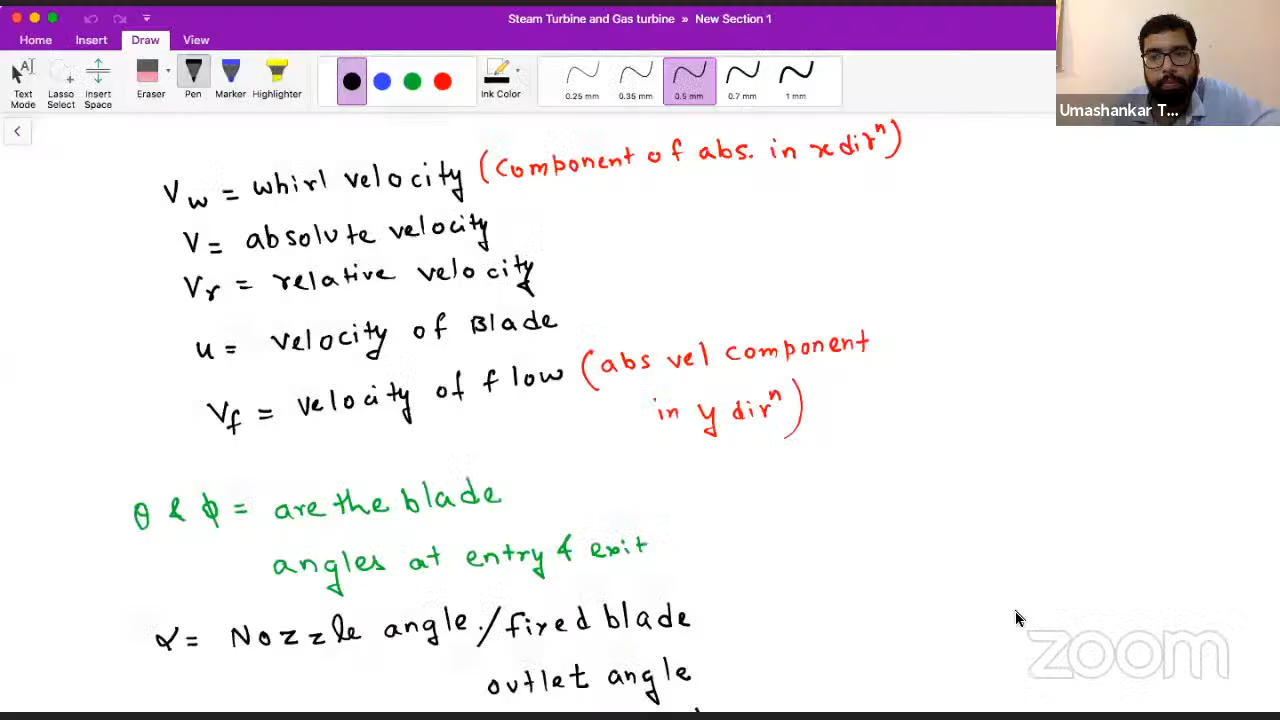 Steam Turbine and Gas turbine » New Section 1
Home Insert Draw View
Text Mode
Lasso Select
Insert Space
Eraser
Pen
Marker
Highlighter
Ink Color
0.25 mm
0.35 mm
0.5 mm
0.7 mm
1 mm
Umashankar T...
Vw = whirl velocity (component of abs. in x dirⁿ)
V = absolute velocity
Vr = relative velocity
u = velocity of Blade
Vf = velocity of flow (abs vel component
in y dirⁿ)
θ & ϕ = are the blade
angles at entry & exit
α = Nozzle angle./fixed blade
outlet angle
zoom